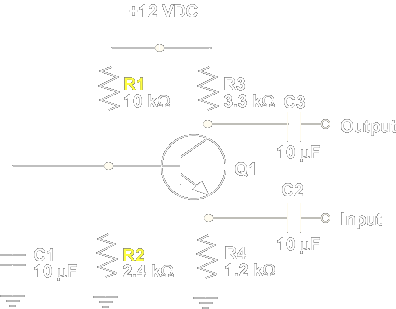 +12 VDC
R1
10 kΩ
R3
3.3 kΩ
C3
Output
10 µF
Q1
C2
Input
10 µF
C1
10 µF
R2
2.4 kΩ
R4
1.2 kΩ